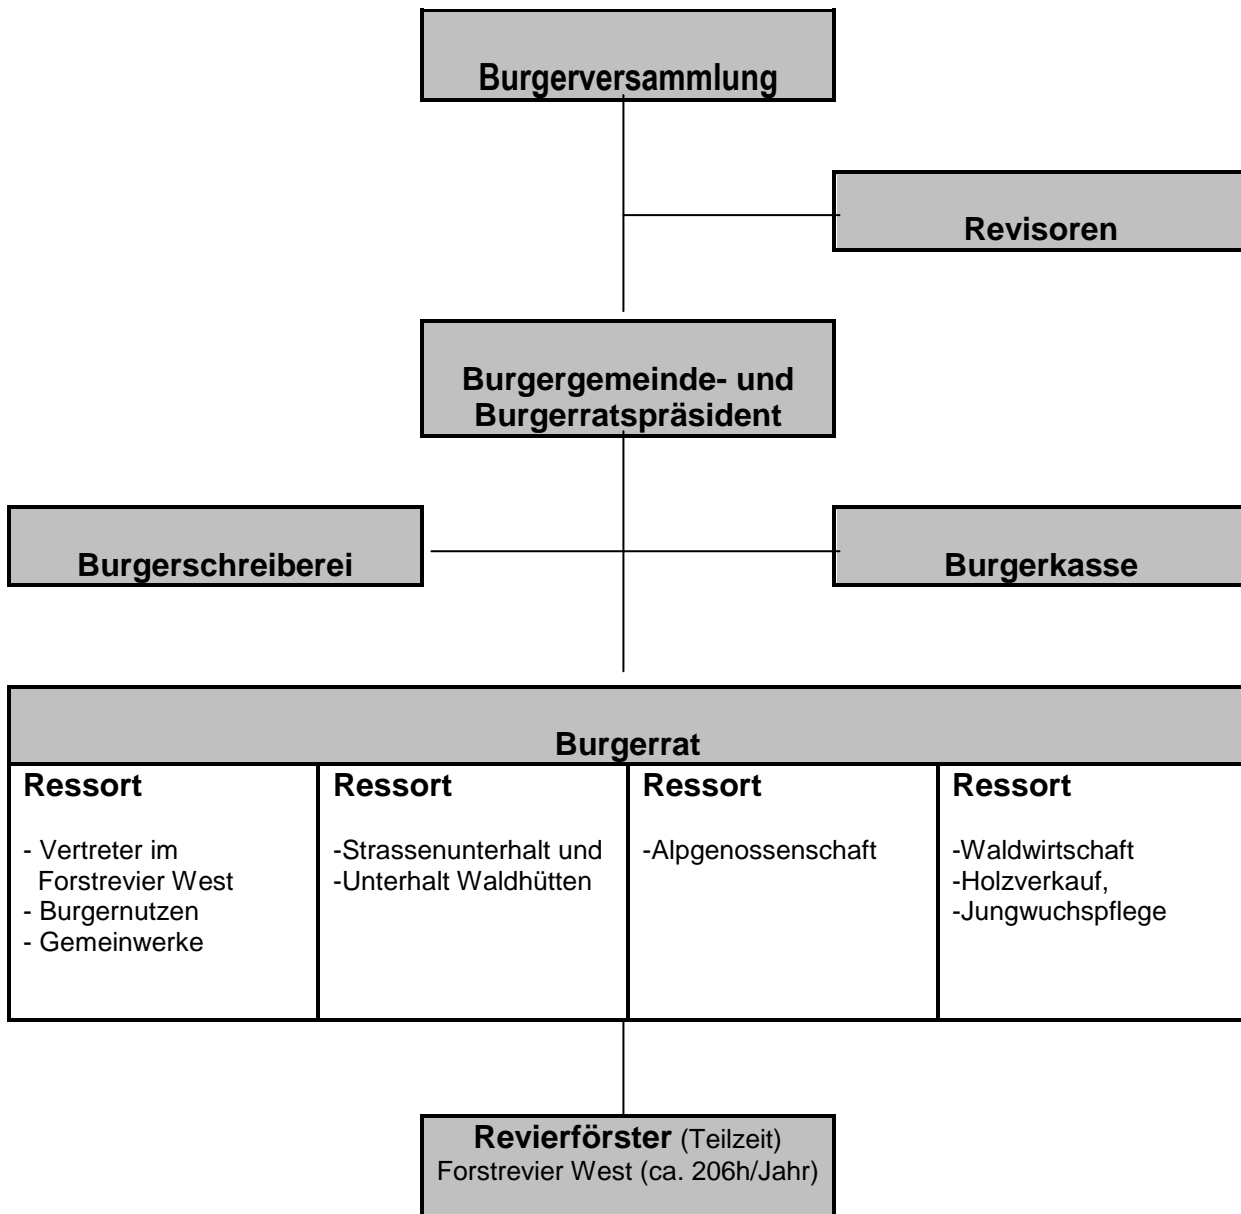 Burgerversammlung
Revisoren
Burgergemeinde- und
Burgerratspräsident
Burgerschreiberei
Burgerkasse
Burgerrat
Ressort
- Vertreter im
Forstrevier West
- Burgernutzen
- Gemeinwerke
Ressort
-Strassenunterhalt und
-Unterhalt Waldhütten
Ressort
-Alpgenossenschaft
Ressort
-Waldwirtschaft
-Holzverkauf,
-Jungwuchspflege
Revierförster (Teilzeit)
Forstrevier West (ca. 206h/Jahr)